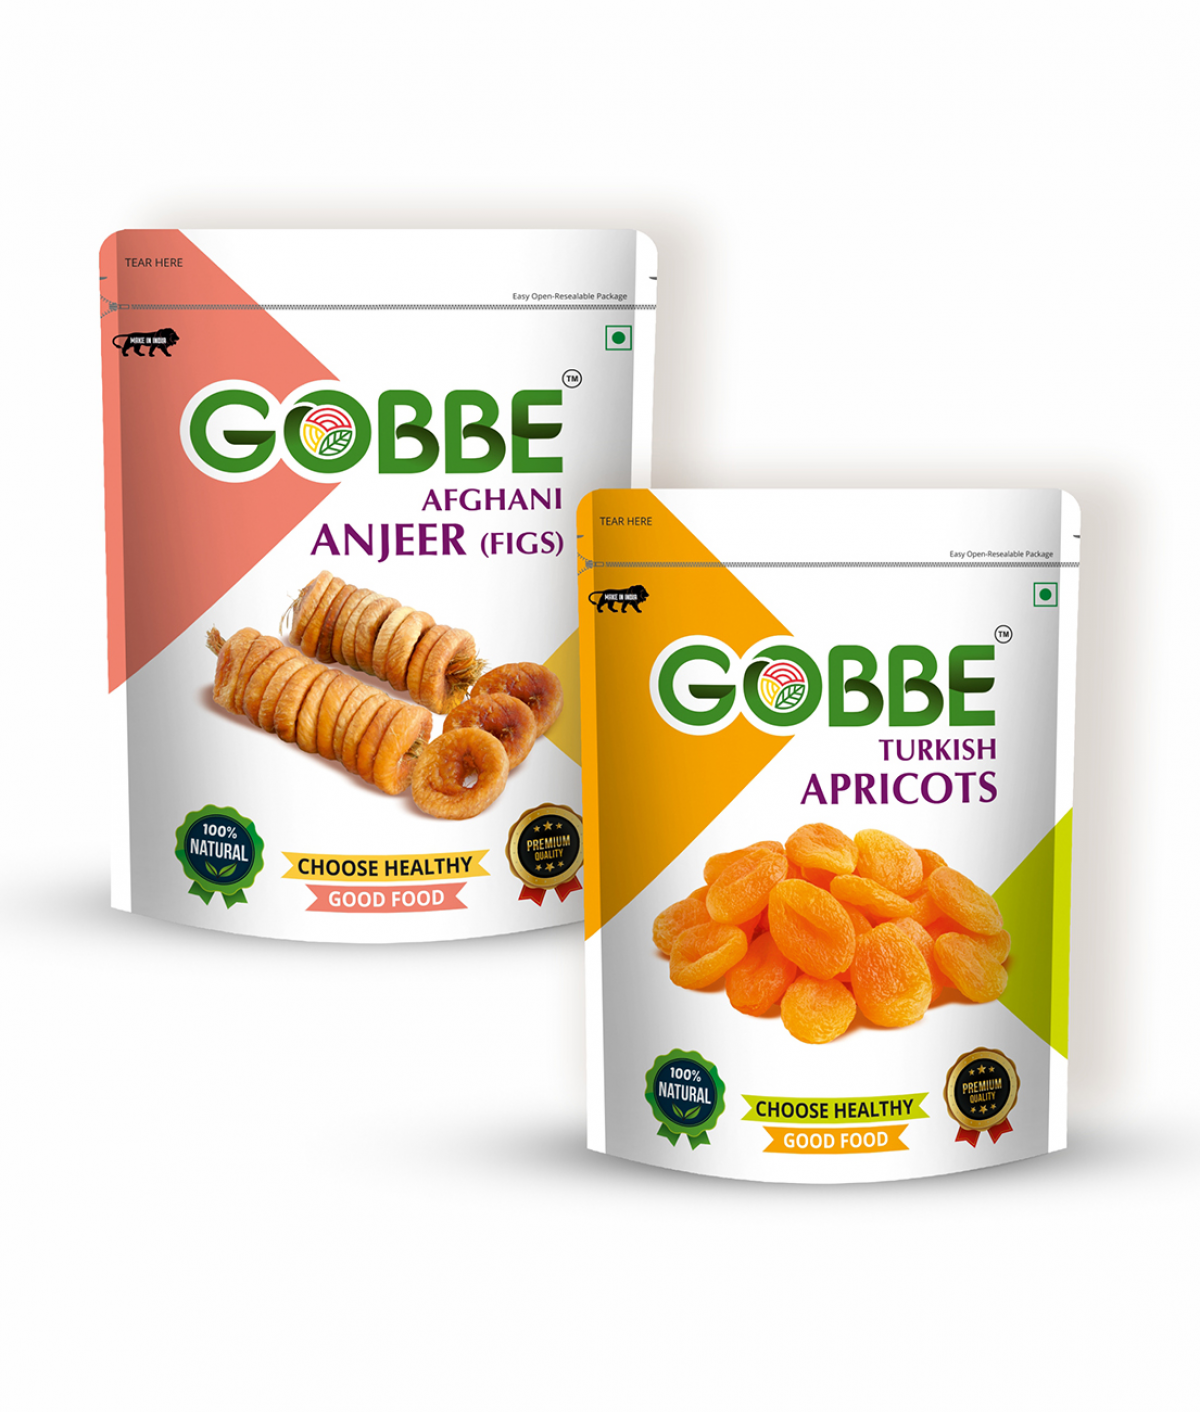 TEAR HERE
Easy Open-Resealable Package
MAKE IN INDIA
GOBBE TM
AFGHANI
ANJEER (FIGS)
100%
NATURAL
CHOOSE HEALTHY
GOOD FOOD
PREMIUM
QUALITY
TEAR HERE
Easy Open-Resealable Package
MAKE IN INDIA
GOBBE TM
TURKISH
APRICOTS
100%
NATURAL
CHOOSE HEALTHY
GOOD FOOD
PREMIUM
QUALITY